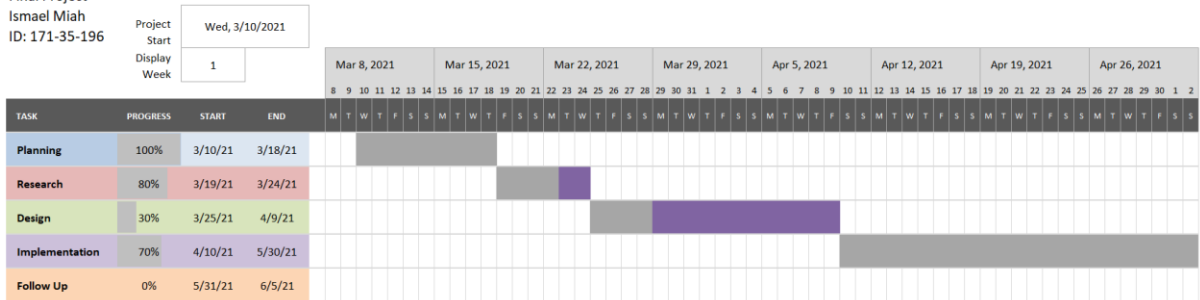 Ismael Miah
ID: 171-35-196
Project Start
Wed, 3/10/2021
Display Week
1
Mar 8, 2021 Mar 15, 2021 Mar 22, 2021 Mar 29, 2021 Apr 5, 2021 Apr 12, 2021 Apr 19, 2021 Apr 26, 2021
8 9 10 11 12 13 14 15 16 17 18 19 20 21 22 23 24 25 26 27 28 29 30 31 1 2 3 4 5 6 7 8 9 10 11 12 13 14 15 16 17 18 19 20 21 22 23 24 25 26 27 28 29 30 1 2
TASK PROGRESS START END M T W T F S S M T W T F S S M T W T F S S M T W T F S S M T W T F S S M T W T F S S M T W T F S S M T W T F S S
Planning 100% 3/10/21 3/18/21
Research 80% 3/19/21 3/24/21
Design 30% 3/25/21 4/9/21
Implementation 70% 4/10/21 5/30/21
Follow Up 0% 5/31/21 6/5/21